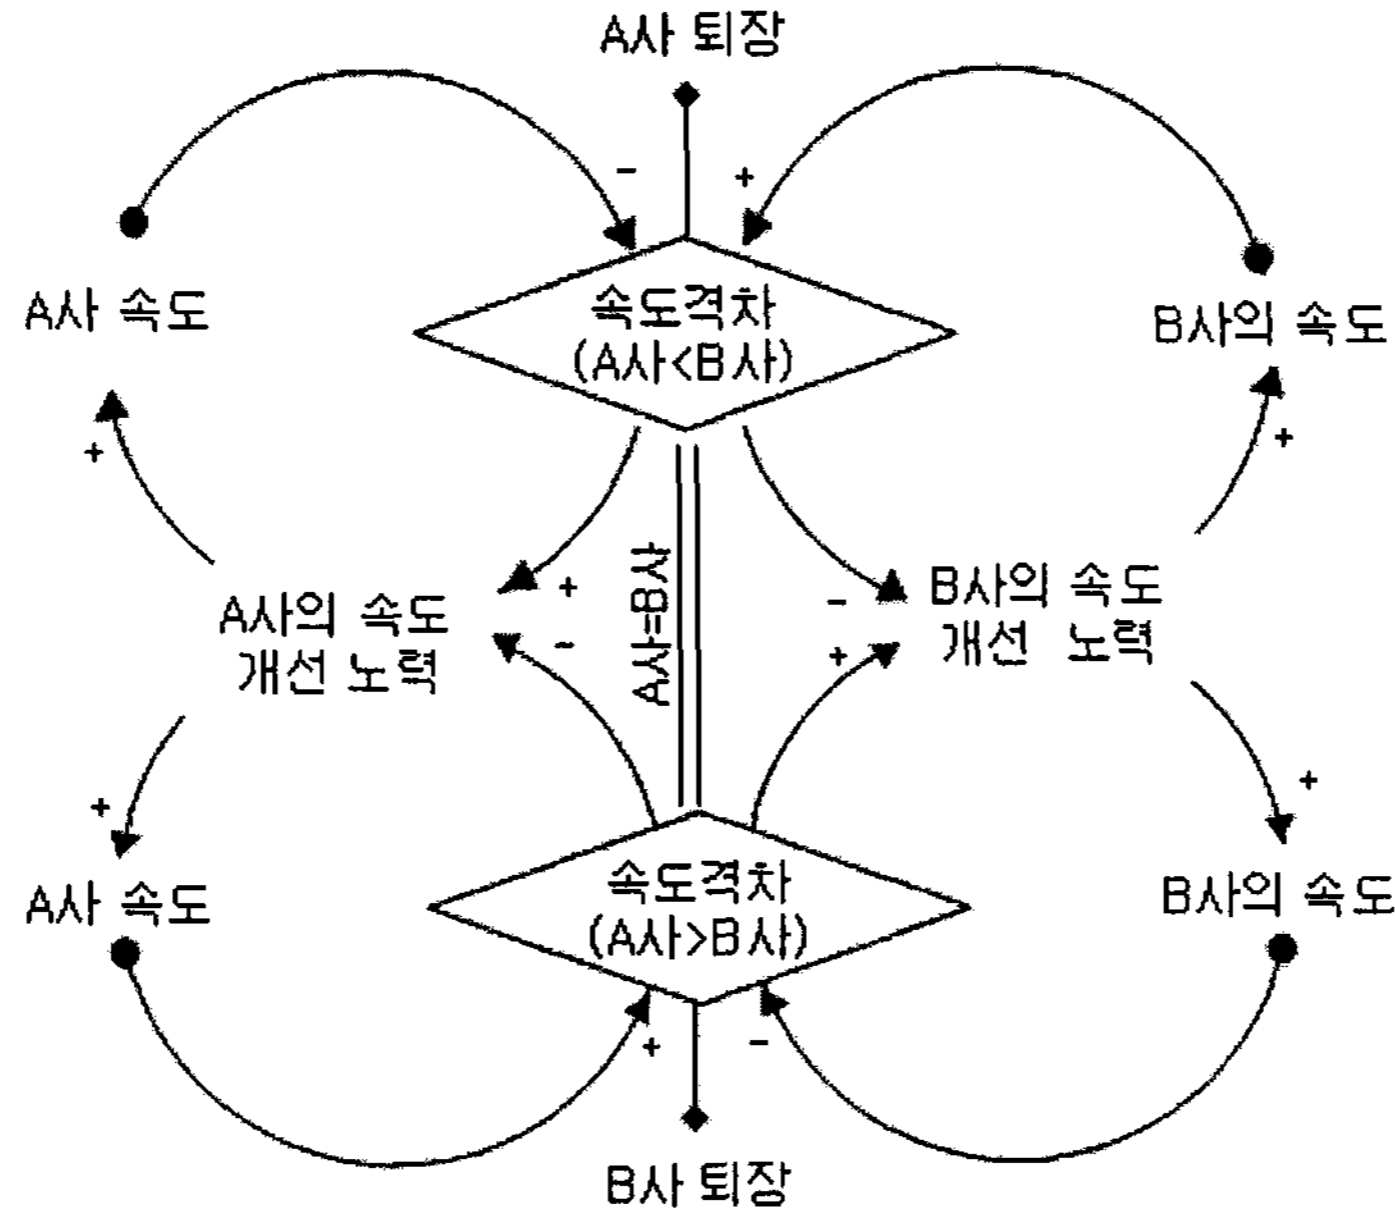 A사 퇴장
-
+
A사 속도
속도격차
(A사<B사)
B사의 속도
+
+
A사=B사
+
-
-
+
A사의 속도
개선 노력
B사의 속도
개선 노력
+
+
A사 속도
속도격차
(A사>B사)
B사의 속도
+
-
B사 퇴장